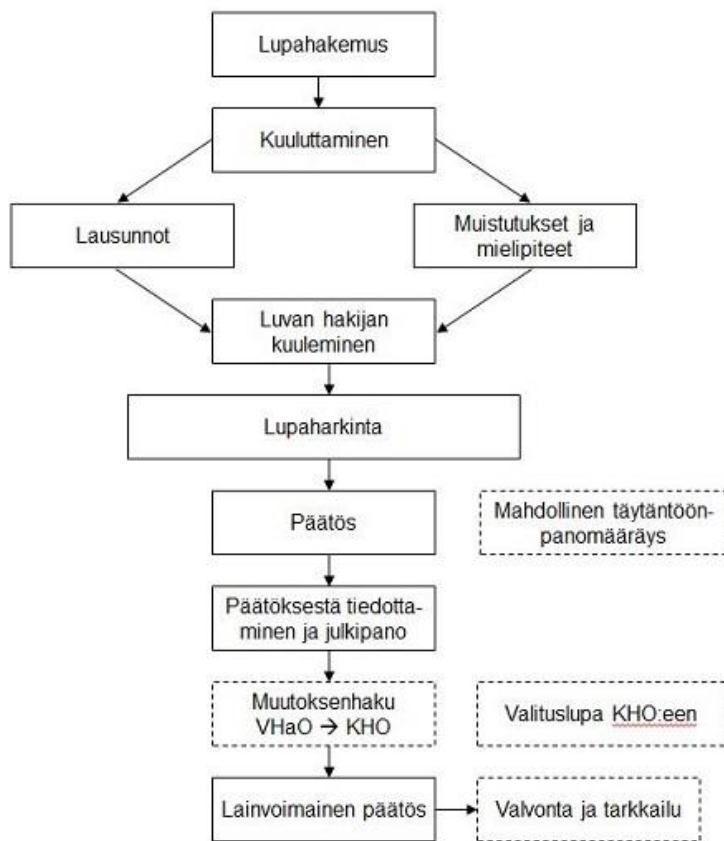 Lupahakemus
Kuuluttaminen
Lausunnot
Muistutukset ja
mielipiteet
Luvan hakijan
kuuleminen
Lupaharkinta
Päätös
Mahdollinen täytäntöön-
panomääräys
Päätöksestä tiedotta-
minen ja julkipano
Muutoksenhaku
VHaO → KHO
Valituslupa KHO:een
Lainvoimainen päätös
Valvonta ja tarkkailu